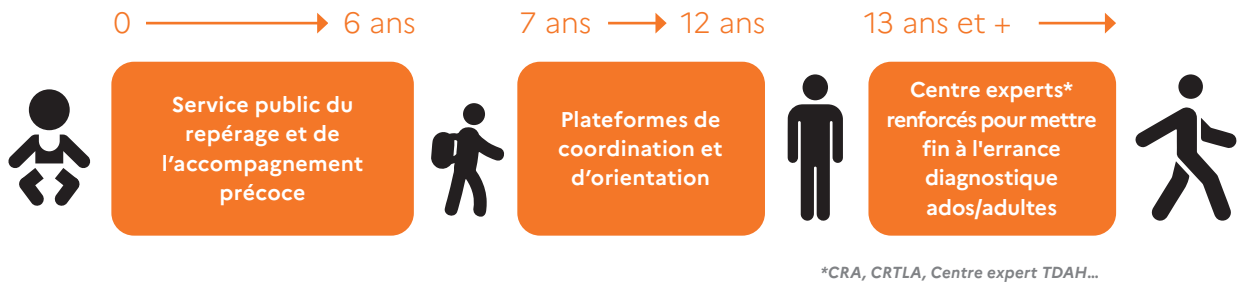 0 6 ans
Service public du
repérage et de
l’accompagnement
précoce
7 ans 12 ans
Plateformes de
coordination et
d’orientation
13 ans et +
Centre experts*
renforcés pour mettre
fin à l'errance
diagnostique
ados/adultes
*CRA, CRTLA, Centre expert TDAH…